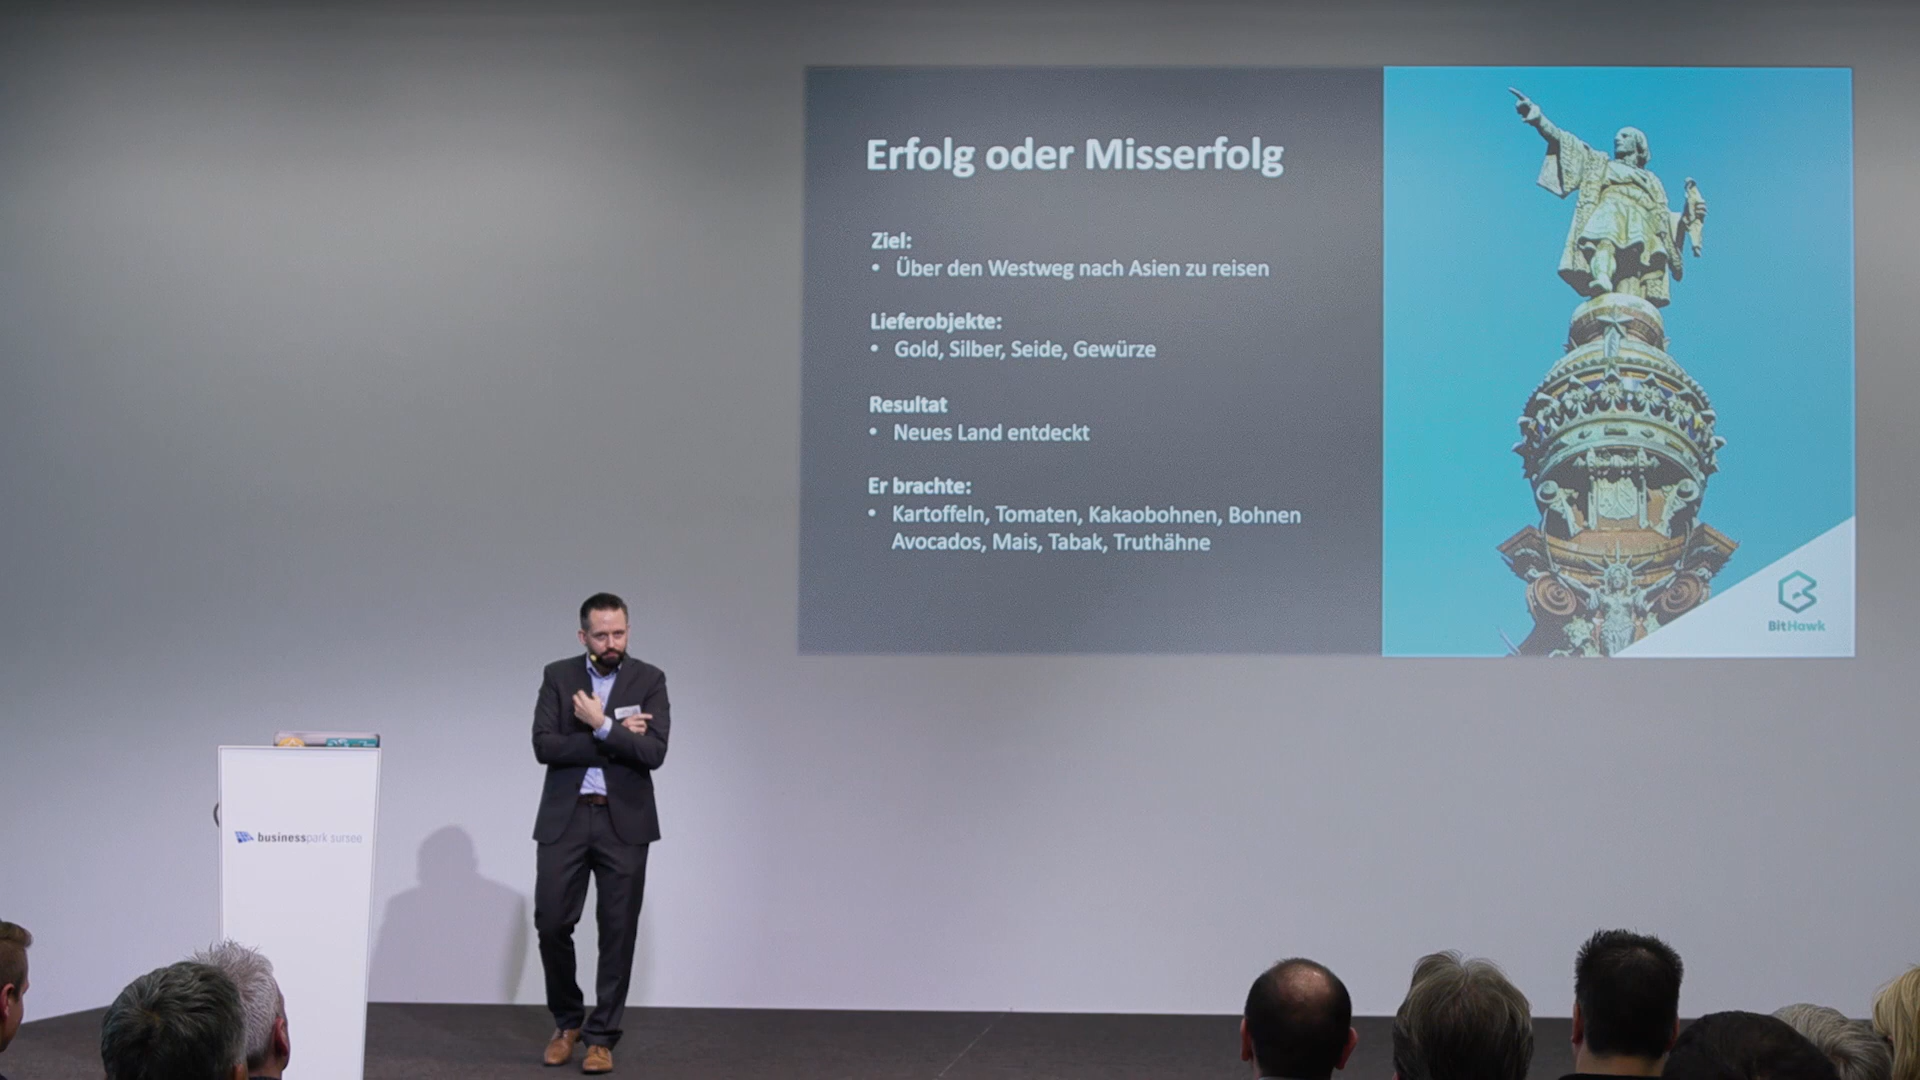 Erfolg oder Misserfolg
Ziel:
• Über den Westweg nach Asien zu reisen
Lieferobjekte:
• Gold, Silber, Seide, Gewürze
Resultat
• Neues Land entdeckt
Er brachte:
• Kartoffeln, Tomaten, Kakaobohnen, Bohnen
Avocados, Mais, Tabak, Truthähne
BitHawk
businesspark sursee